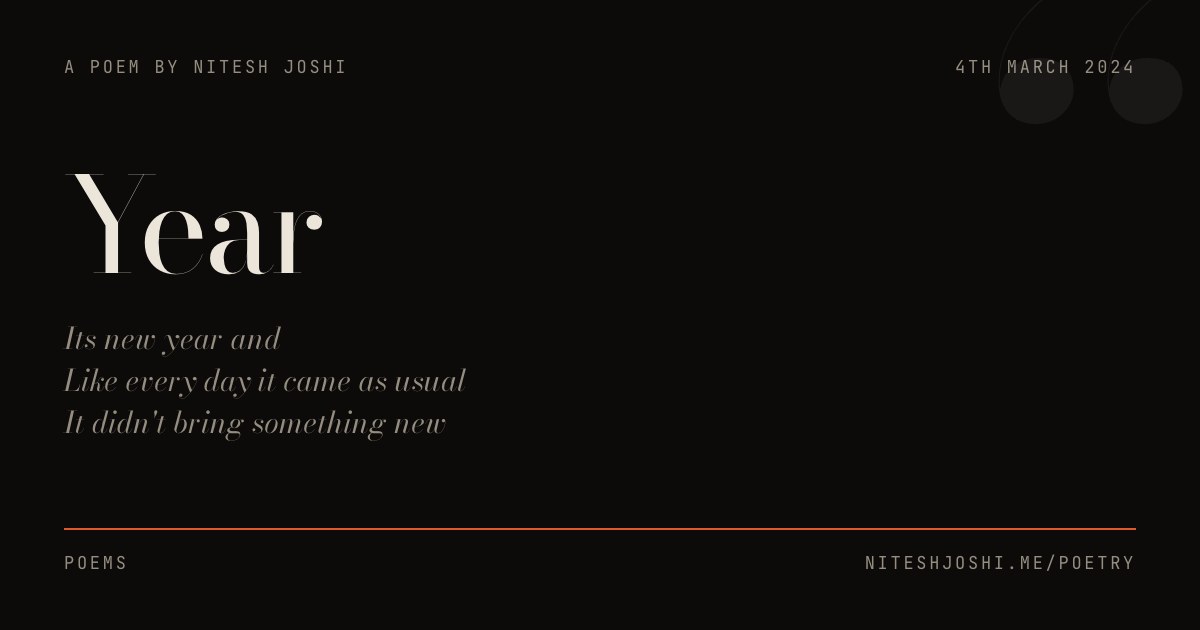 A POEM BY NITESH JOSHI
4TH MARCH 2024
Year
Its new year and
Like every day it came as usual
It didn't bring something new
POEMS
NITESHJOSHI.ME/POETRY